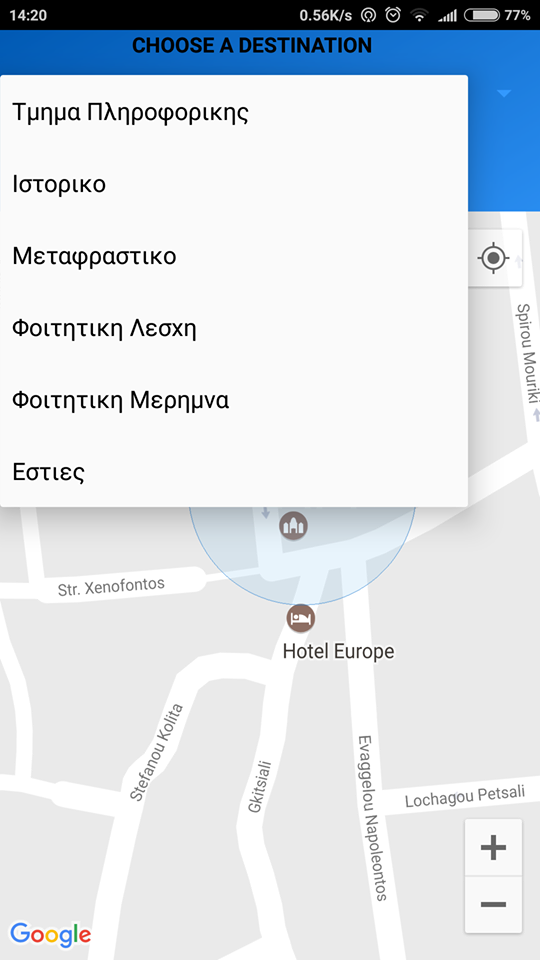 14:20
0.56K/s
77%
CHOOSE A DESTINATION
Τμημα Πληροφορικης
Ιστορικο
Μεταφραστικο
Φοιτητικη Λεσχη
Φοιτητικη Μερημνα
Εστιες
Spirou Mouriki
Str. Xenofontos
Hotel Europe
Stefanou Kolita
Gkitsiali
Evaggelou Napoleontos
Lochagou Petsali
Google